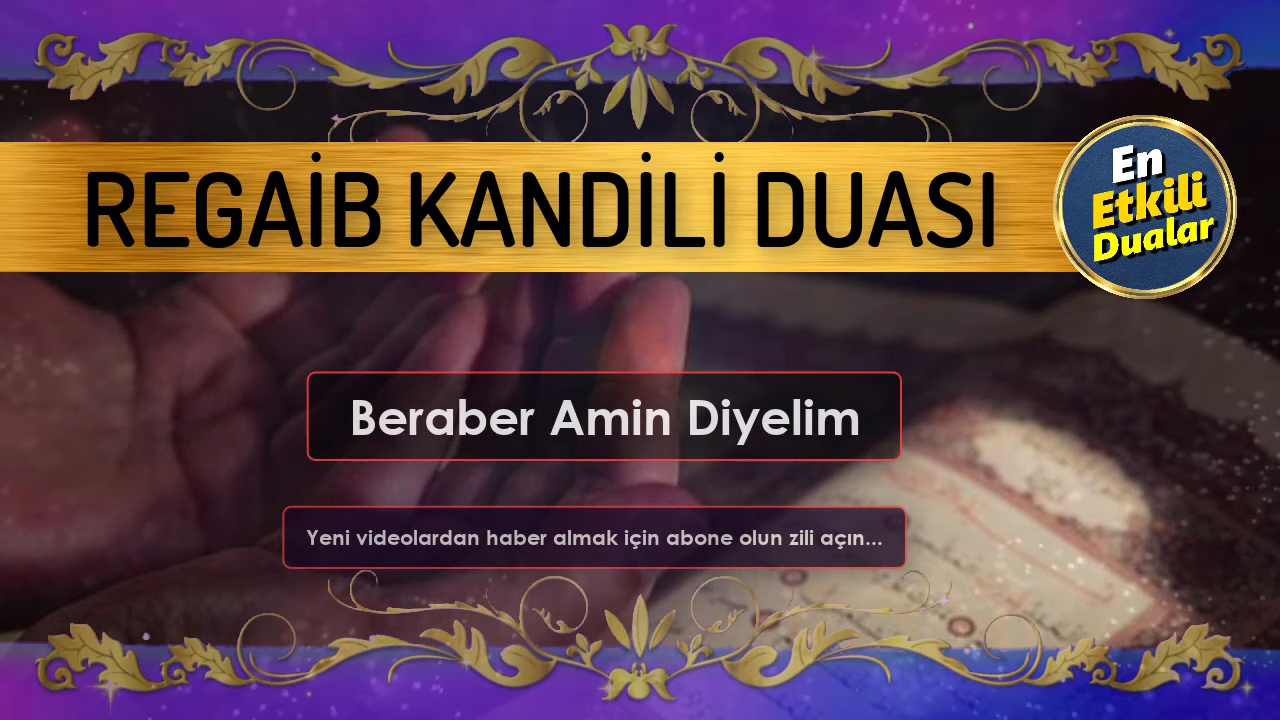 REGAİB KANDİLİ DUASI
En
Etkili
Dualar
Beraber Amin Diyelim
Yeni videolardan haber almak için abone olun zili açın...